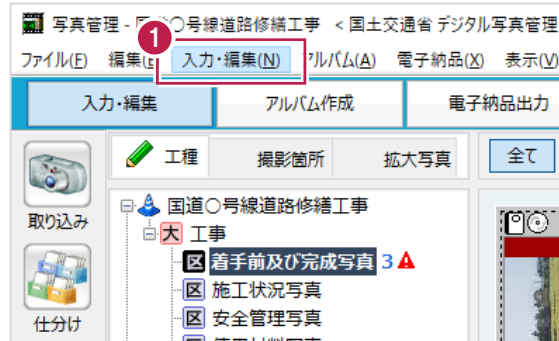 写真管理 - 国道〇号線道路修繕工事 <国土交通省 デジタル写真管理
1
ファイル(F) 編集(E) 入力・編集(N) アルバム(A) 電子納品(X) 表示(V)
入力・編集 アルバム作成 電子納品出力
工種 撮影箇所 拡大写真 全て
取り込み
仕分け
国道〇号線道路修繕工事
大 工事
区 着手前及び完成写真 3
区 施工状況写真
区 安全管理写真